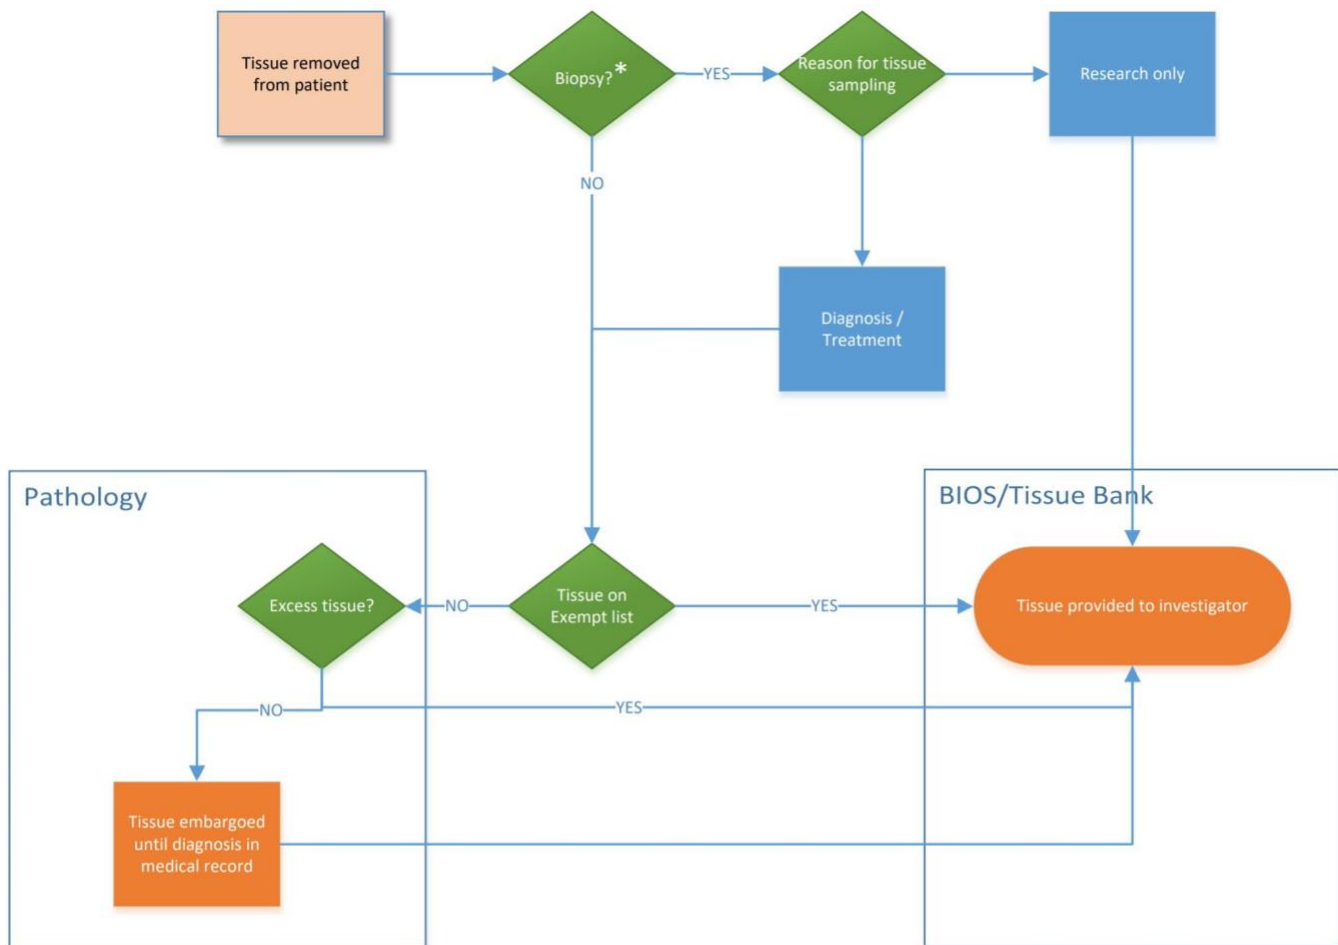 Tissue removed
from patient
Biopsy?*
YES
Reason for tissue
sampling
Research only
NO
Diagnosis /
Treatment
Pathology
BIOS/Tissue Bank
Excess tissue?
NO
Tissue on
Exempt list
YES
Tissue provided to investigator
NO
YES
Tissue embargoed
until diagnosis in
medical record